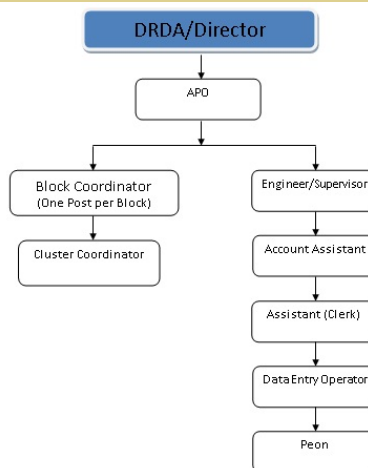 DRDA/Director
APO
Block Coordinator
(One Post per Block)
Cluster Coordinator
Engineer/Supervisor
Account Assistant
Assistant (Clerk)
Data Entry Operator
Peon